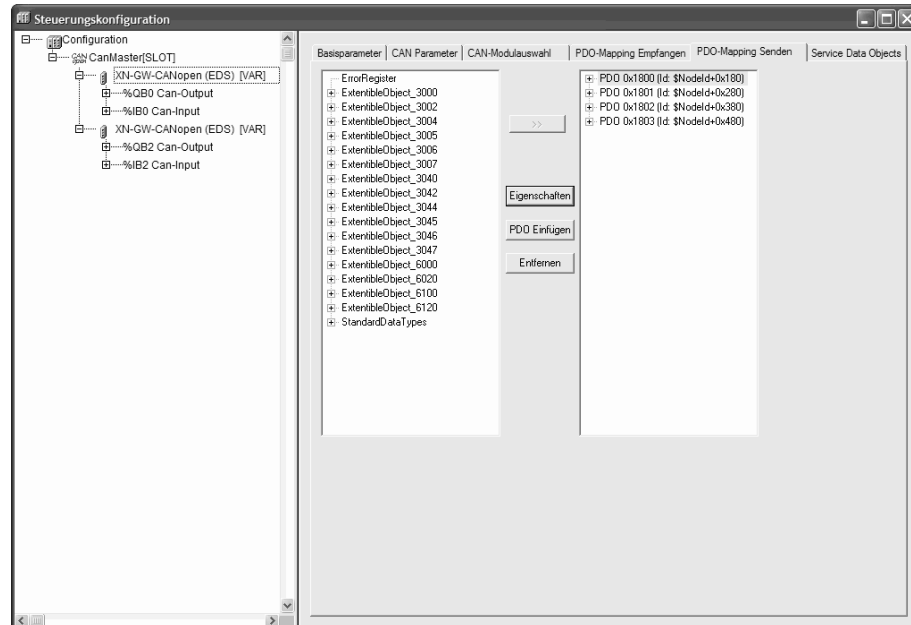 Steuerungskonfiguration
Configuration
CanMaster[SLOT]
XN-GW-CANopen (EDS) [VAR]
%QB0 Can-Output
%IB0 Can-Input
XN-GW-CANopen (EDS) [VAR]
%QB2 Can-Output
%IB2 Can-Input
Basisparameter
CAN Parameter
CAN-Modulauswahl
PDO-Mapping Empfangen
PDO-Mapping Senden
Service Data Objects
ErrorRegister
ExtentibleObject_3000
ExtentibleObject_3002
ExtentibleObject_3004
ExtentibleObject_3005
ExtentibleObject_3006
ExtentibleObject_3007
ExtentibleObject_3040
ExtentibleObject_3042
ExtentibleObject_3044
ExtentibleObject_3045
ExtentibleObject_3046
ExtentibleObject_3047
ExtentibleObject_6000
ExtentibleObject_6020
ExtentibleObject_6100
ExtentibleObject_6120
StandardDataTypes
>>
Eigenschaften
PDO Einfügen
Entfernen
PDO 0x1800 (Id: $NodeId+0x180)
PDO 0x1801 (Id: $NodeId+0x280)
PDO 0x1802 (Id: $NodeId+0x380)
PDO 0x1803 (Id: $NodeId+0x480)